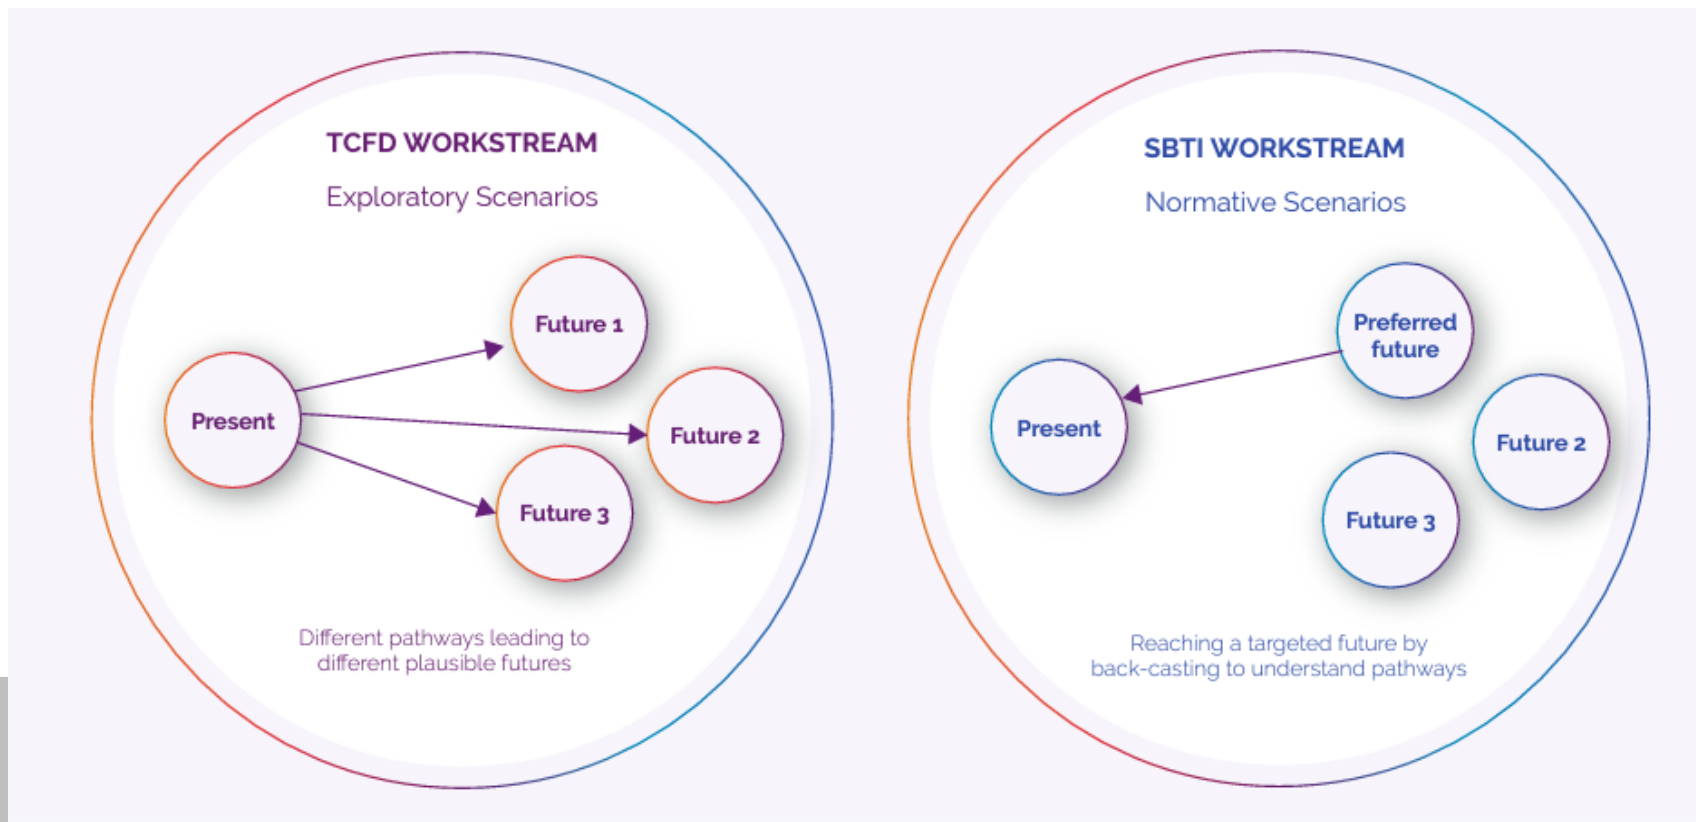 TCFD WORKSTREAM
Exploratory Scenarios
Future 1
Present
Future 2
Future 3
Different pathways leading to
different plausible futures
SBTI WORKSTREAM
Normative Scenarios
Preferred
future
Present
Future 2
Future 3
Reaching a targeted future by
back-casting to understand pathways